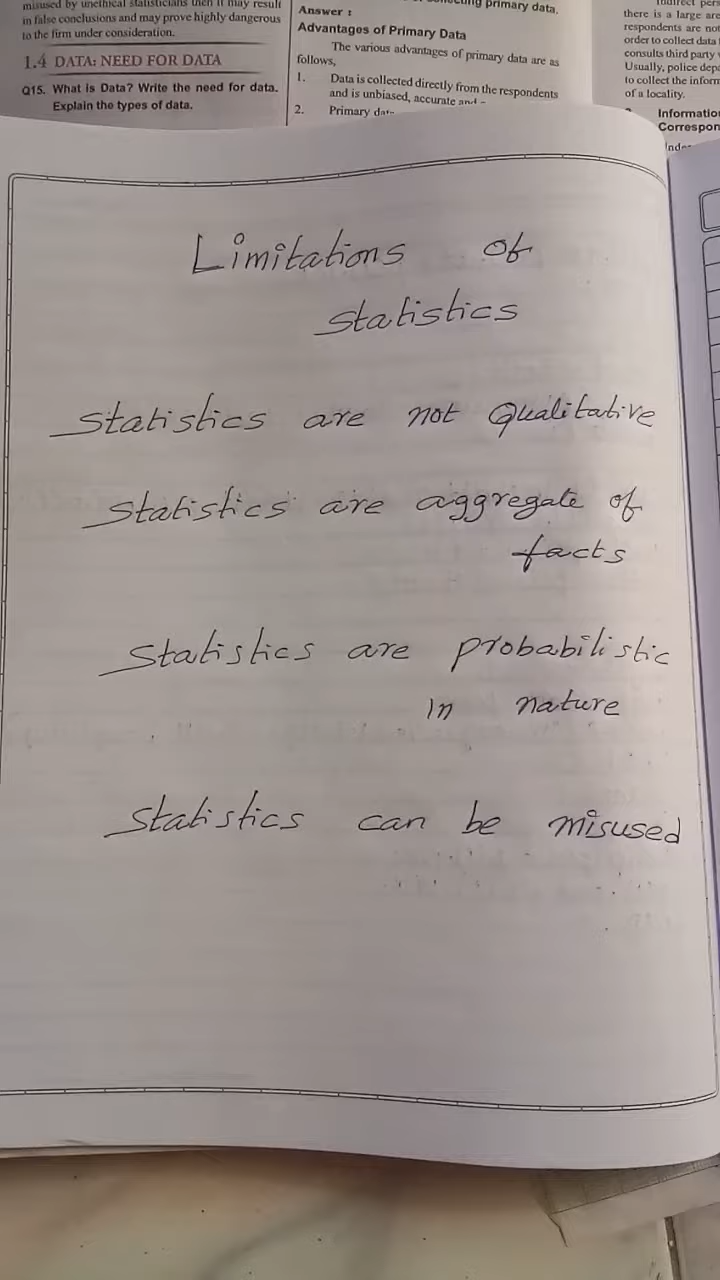 misused by unethical statisticians then it may result
in false conclusions and may prove highly dangerous
to the firm under consideration.
1.4 DATA: NEED FOR DATA
Q15. What is Data? Write the need for data.
Explain the types of data.
primary data.
Answer :
Advantages of Primary Data
The various advantages of primary data are as
follows,
1. Data is collected directly from the respondents
and is unbiased, accurate and
2. Primary
there is a large
respondents are not
order to collect data
consults third party
Usually, police
to collect the
of a locality.
Limitations of
Statistics
Statistics are not Qualitative
Statistics are aggregate of
facts
Statistics are probabilistic
in nature
Statistics can be misused